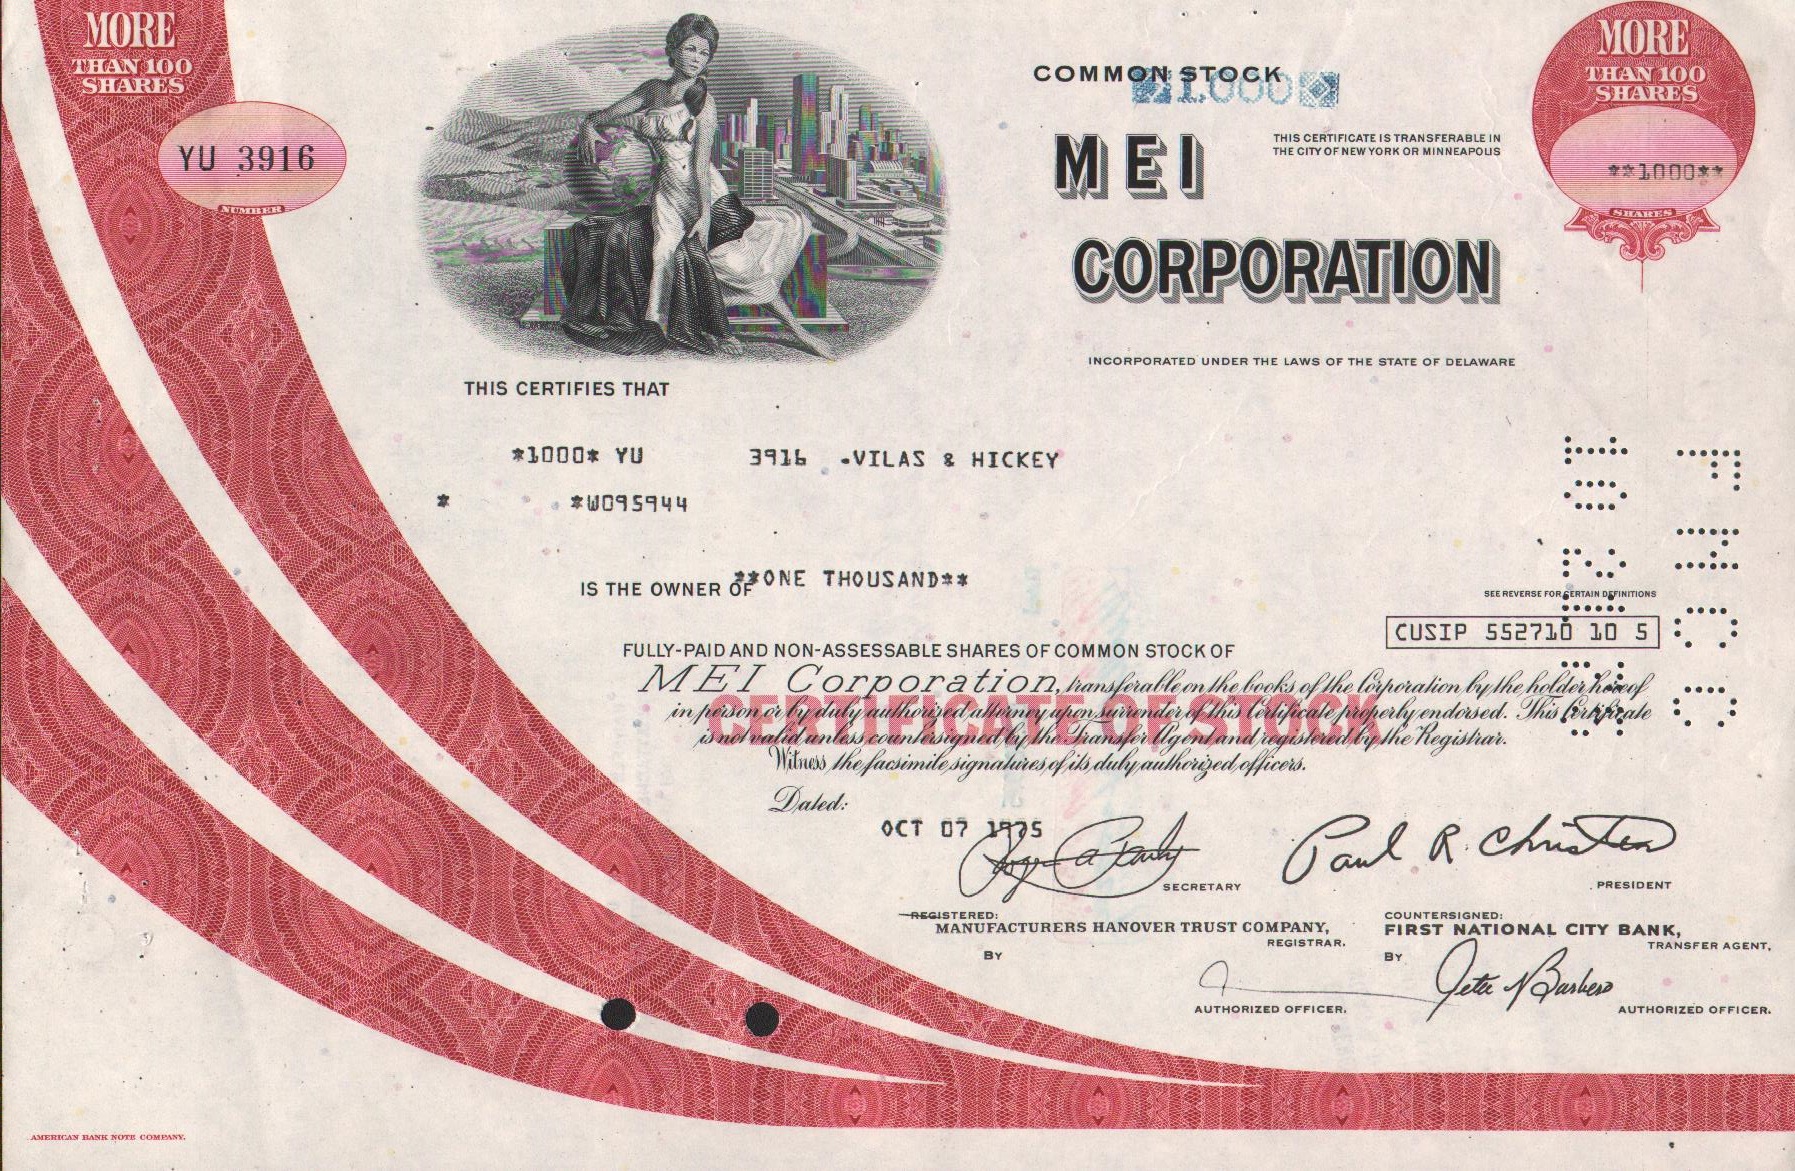 MORE
THAN 100
SHARES
YU 3916
NUMBER
COMMON STOCK
1,000
MEI
CORPORATION
THIS CERTIFICATE IS TRANSFERABLE IN
THE CITY OF NEW YORK OR MINNEAPOLIS
MORE
THAN 100
SHARES
**1000**
SHARES
INCORPORATED UNDER THE LAWS OF THE STATE OF DELAWARE
THIS CERTIFIES THAT
*1000* YU 3916 -VILAS & HICKEY
* *W095944
IS THE OWNER OF **ONE THOUSAND**
SEE REVERSE FOR CERTAIN DEFINITIONS
CUSIP 552710 10 5
FULLY-PAID AND NON-ASSESSABLE SHARES OF COMMON STOCK OF
MEI Corporation, transferable on the books of the Corporation by the holder hereof
in person or by duly authorized attorney upon surrender of this Certificate properly endorsed. This Certificate
is not valid unless countersigned by the Transfer Agent and registered by the Registrar.
Witness the facsimile signatures of its duly authorized officers.
Dated:
OCT 07 1975
Paul R. Christen
SECRETARY
PRESIDENT
REGISTERED:
MANUFACTURERS HANOVER TRUST COMPANY,
REGISTRAR.
BY
AUTHORIZED OFFICER.
COUNTERSIGNED:
FIRST NATIONAL CITY BANK,
TRANSFER AGENT,
BY
AUTHORIZED OFFICER.
AMERICAN BANK NOTE COMPANY.